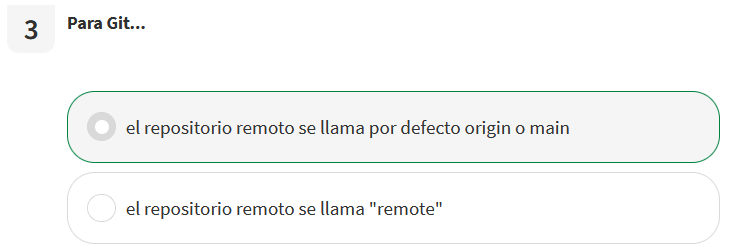 3
Para Git...
el repositorio remoto se llama por defecto origin o main
el repositorio remoto se llama "remote"